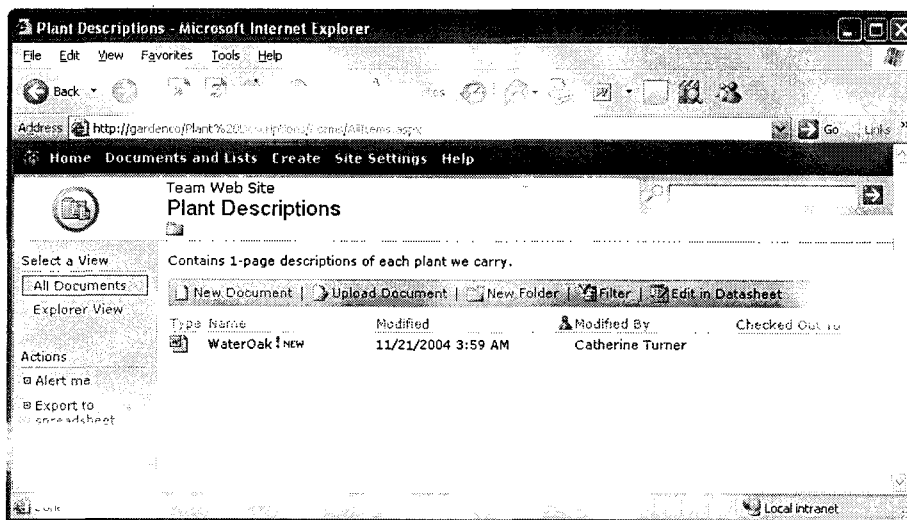 Plant Descriptions - Microsoft Internet Explorer
File Edit View Favorites Tools Help
Back
Address http://gardenco/Plant%20Descriptions/Forms/AllItems.aspx Go Links »
Home Documents and Lists Create Site Settings Help
Team Web Site
Plant Descriptions
Select a View
All Documents
Explorer View
Actions
Alert me
Export to
spreadsheet
Contains 1-page descriptions of each plant we carry.
New Document | Upload Document | New Folder | Filter | Edit in Datasheet
Type Name Modified Modified By Checked Out To
WaterOak ! NEW 11/21/2004 3:59 AM Catherine Turner
Local intranet